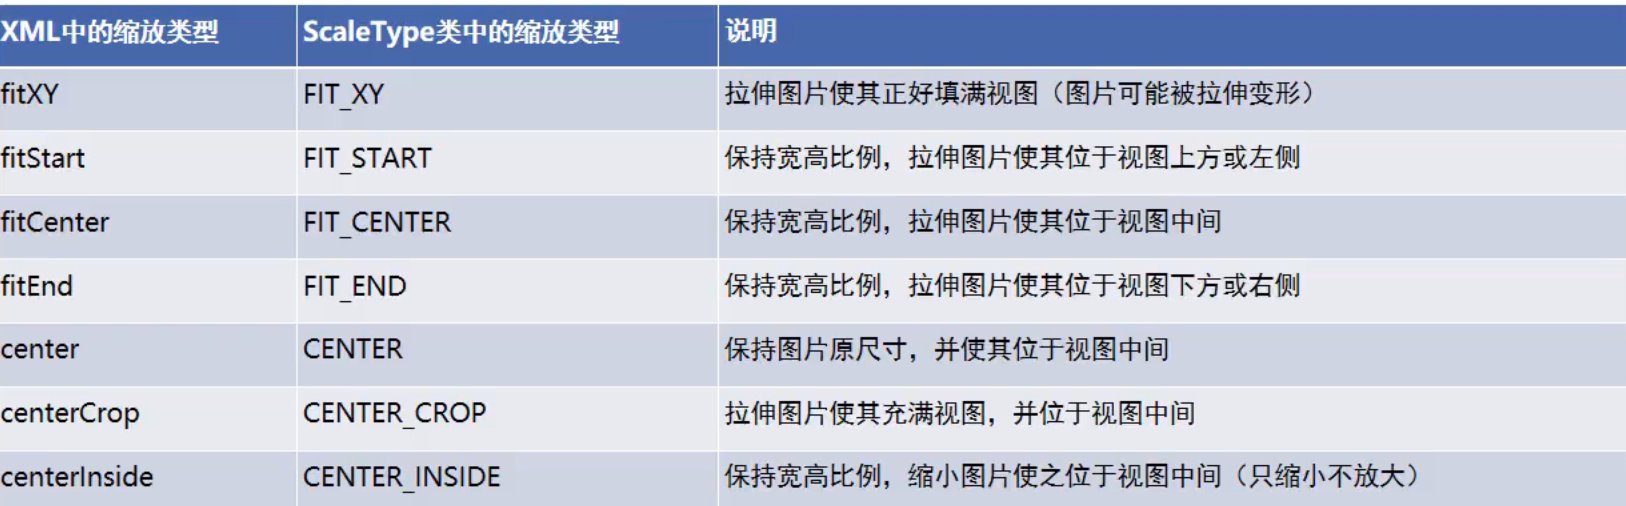 XML中的缩放类型 ScaleType类中的缩放类型 说明
fitXY FIT_XY 拉伸图片使其正好填满视图（图片可能被拉伸变形）
fitStart FIT_START 保持宽高比例，拉伸图片使其位于视图上方或左侧
fitCenter FIT_CENTER 保持宽高比例，拉伸图片使其位于视图中间
fitEnd FIT_END 保持宽高比例，拉伸图片使其位于视图下方或右侧
center CENTER 保持图片原尺寸，并使其位于视图中间
centerCrop CENTER_CROP 拉伸图片使其充满视图，并位于视图中间
centerInside CENTER_INSIDE 保持宽高比例，缩小图片使之位于视图中间（只缩小不放大）